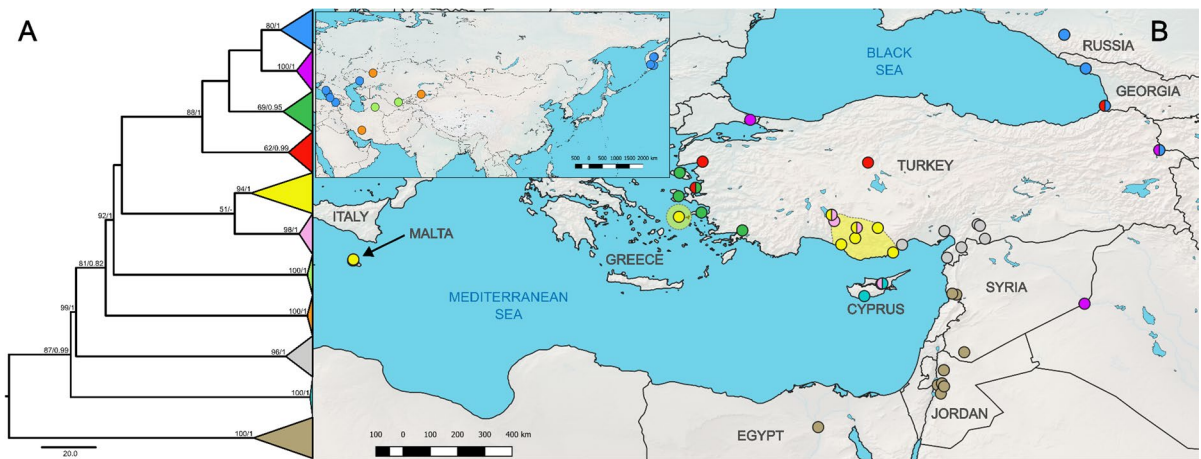 A
80/1
100/1
69/0.95
88/1
62/0.99
94/1
51/-
92/1
98/1
81/0.82
100/1
99/1
100/1
87/0.99
96/1
100/1
100/1
20.0
500 0 500 1000 1500 2000 km
B
RUSSIA
BLACK
SEA
GEORGIA
TURKEY
ITALY
MALTA
GREECE
MEDITERRANEAN
SEA
CYPRUS
SYRIA
JORDAN
EGYPT
100 0 100 200 300 400 km